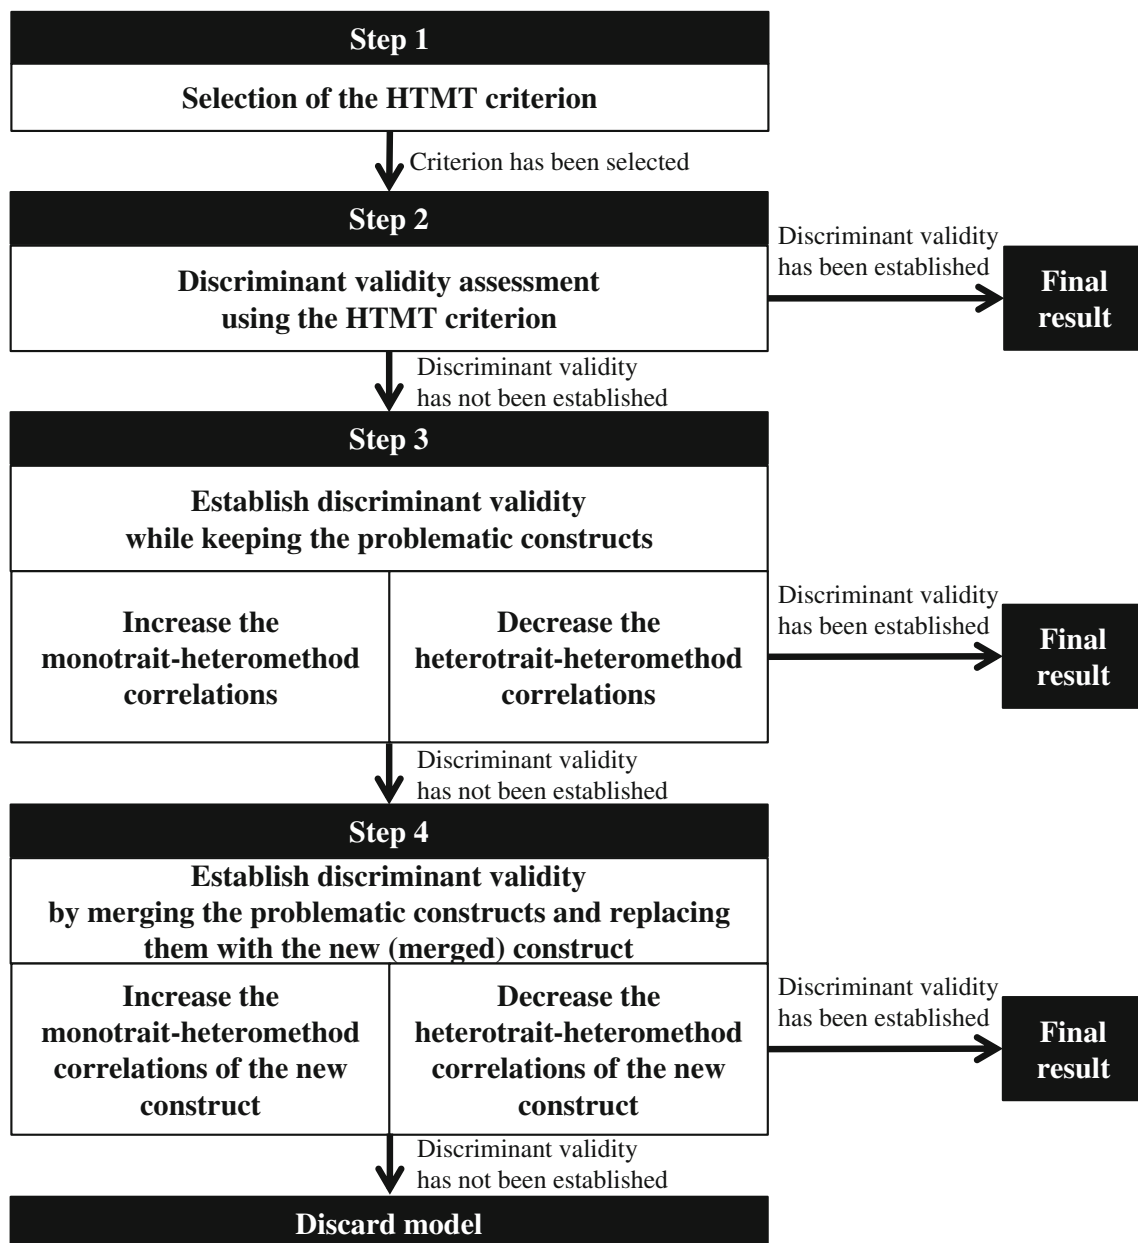 Step 1
Selection of the HTMT criterion
Criterion has been selected
Step 2
Discriminant validity assessment
using the HTMT criterion
Discriminant validity
has been established
Final
result
Discriminant validity
has not been established
Step 3
Establish discriminant validity
while keeping the problematic constructs
Increase the
monotrait-heteromethod
correlations
Decrease the
heterotrait-heteromethod
correlations
Discriminant validity
has been established
Final
result
Discriminant validity
has not been established
Step 4
Establish discriminant validity
by merging the problematic constructs and replacing
them with the new (merged) construct
Increase the
monotrait-heteromethod
correlations of the new
construct
Decrease the
heterotrait-heteromethod
correlations of the new
construct
Discriminant validity
has been established
Final
result
Discriminant validity
has not been established
Discard model